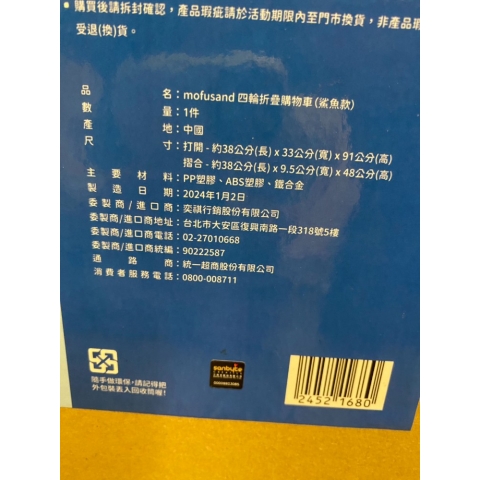 • 購買後請拆封確認，產品瑕疵請於活動期限內至門市換貨，非產品瑕
受退(換)貨。
品名：mofusand 四輪折疊購物車(鯊魚款)
數量：1件
產地：中國
尺寸：打開 - 約38公分(長) x 33公分(寬) x 91公分(高)
摺合 - 約38公分(長) x 9.5公分(寬) x 48公分(高)
主要材料：PP塑膠、ABS塑膠、鐵合金
製造日期：2024年1月2日
委製商/進口商：奕祺行銷股份有限公司
委製商/進口商地址：台北市大安區復興南路一段318號5樓
委製商/進口商電話：02-27010668
委製商/進口商統編：90222587
通路商：統一超商股份有限公司
消費者服務電話：0800-008711
隨手做環保，請記得把
外包裝丟入回收筒喔!
sanbyte
2452 1680